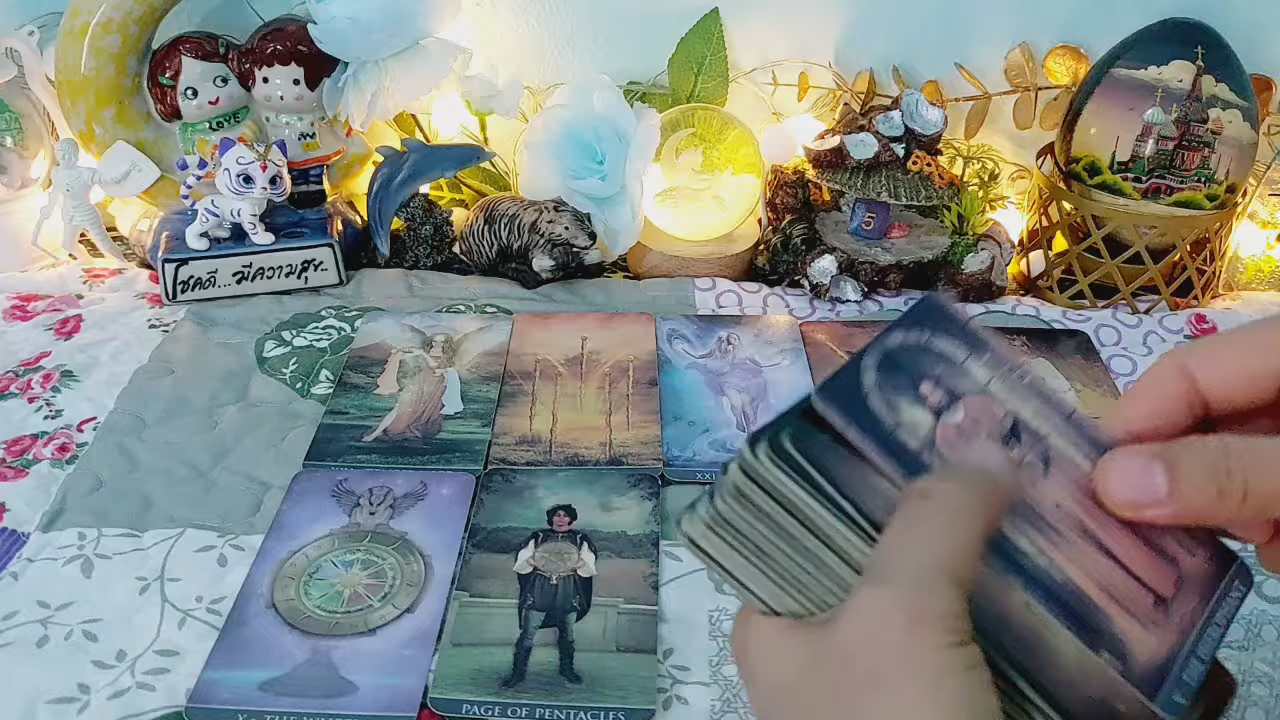 LOVE
โชคดี...มีความสุข..
5
XXI
X • THE WHEEL
PAGE OF PENTACLES